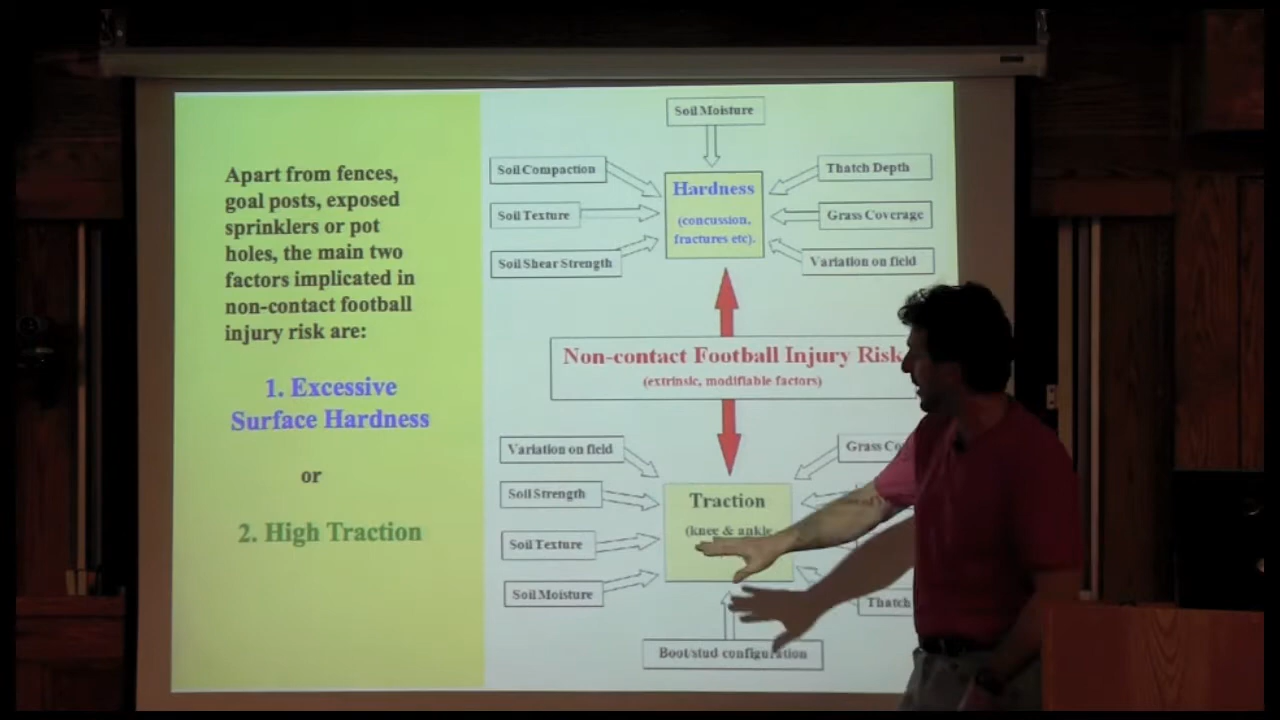 Apart from fences,
goal posts, exposed
sprinklers or pot
holes, the main two
factors implicated in
non-contact football
injury risk are:
1. Excessive
Surface Hardness
or
2. High Traction
Soil Moisture
Soil Compaction
Soil Texture
Soil Shear Strength
Hardness
(concussion,
fractures etc).
Thatch Depth
Grass Coverage
Variation on field
Non-contact Football Injury Risk
(extrinsic, modifiable factors)
Variation on field
Soil Strength
Soil Texture
Soil Moisture
Traction
(knee & ankle
Grass
Thatch
Boot/stud configuration